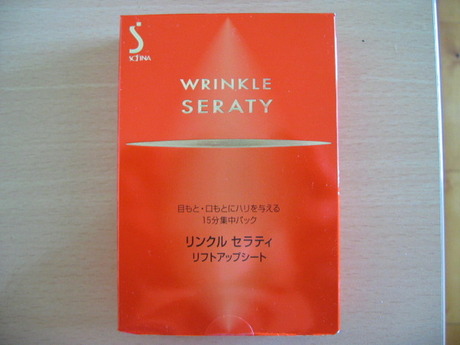 SOFINA
WRINKLE
SERATY
目もと・口もとにハリを与える
15分集中パック
リンクル セラティ
リフトアップシート